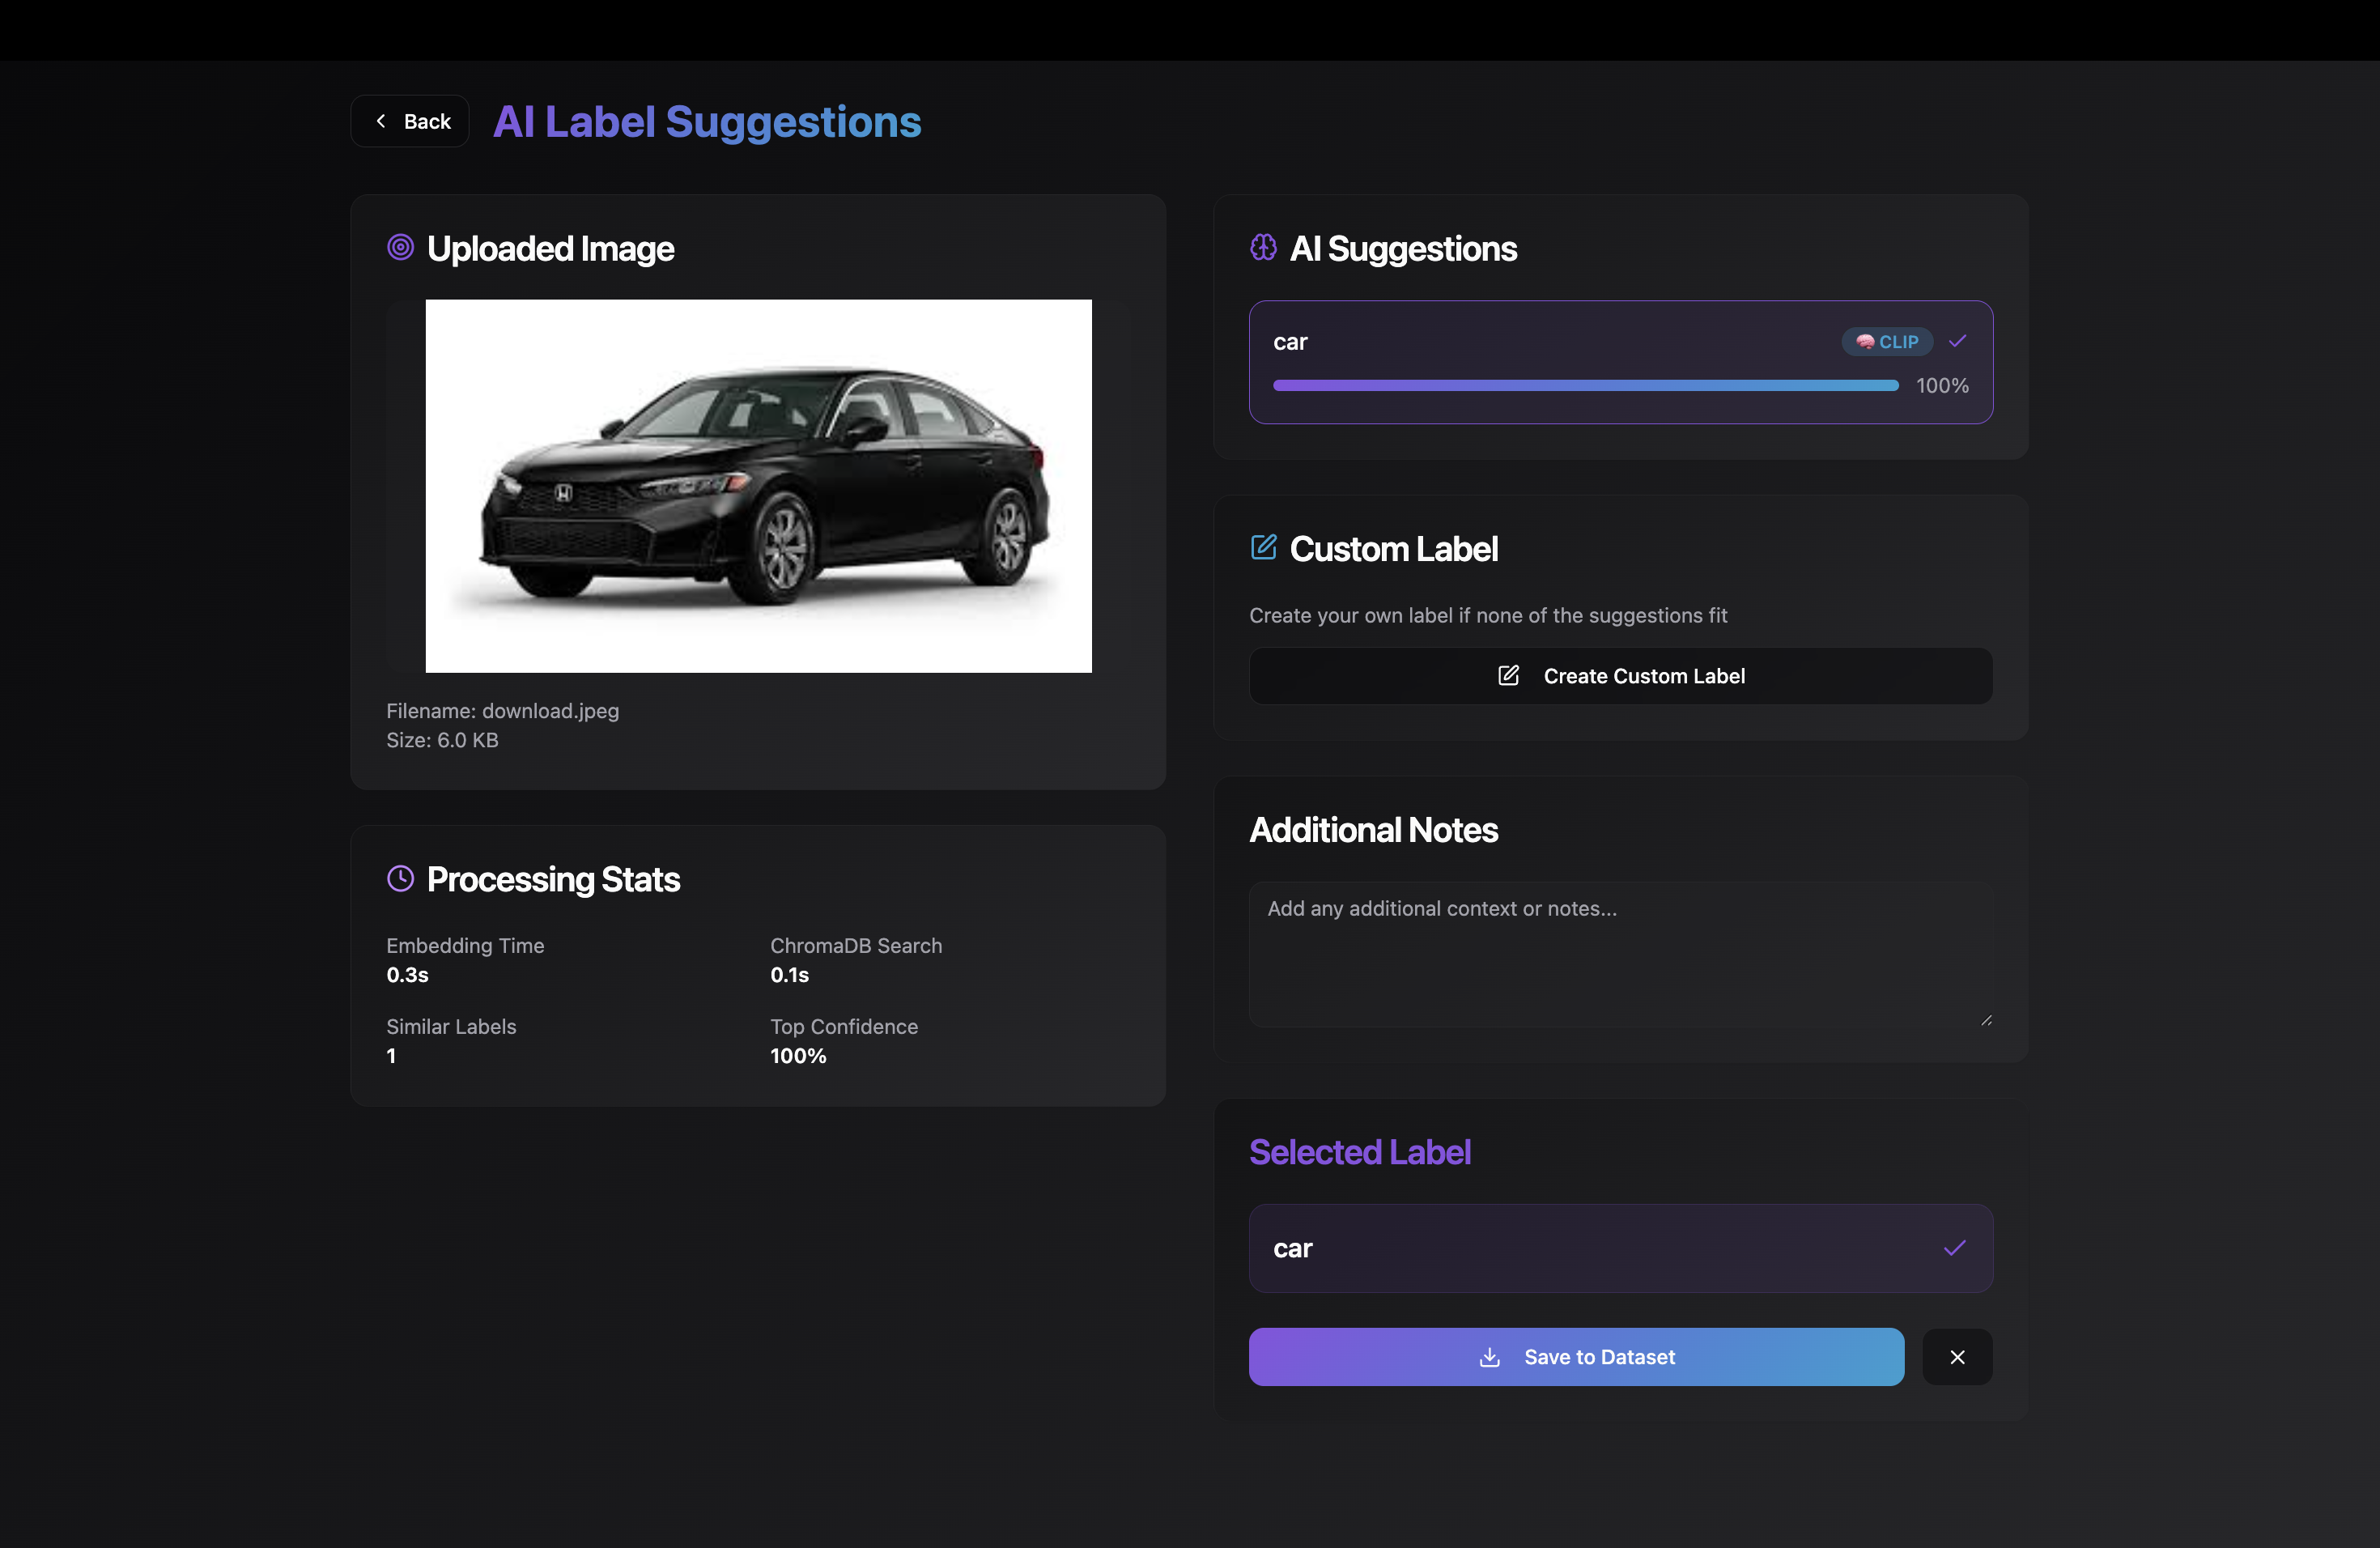 Back
AI Label Suggestions
Uploaded Image
Filename: download.jpeg
Size: 6.0 KB
Processing Stats
Embedding Time
0.3s
ChromaDB Search
0.1s
Similar Labels
1
Top Confidence
100%
AI Suggestions
car
🧠 CLIP
100%
Custom Label
Create your own label if none of the suggestions fit
Create Custom Label
Additional Notes
Add any additional context or notes...
Selected Label
car
Save to Dataset